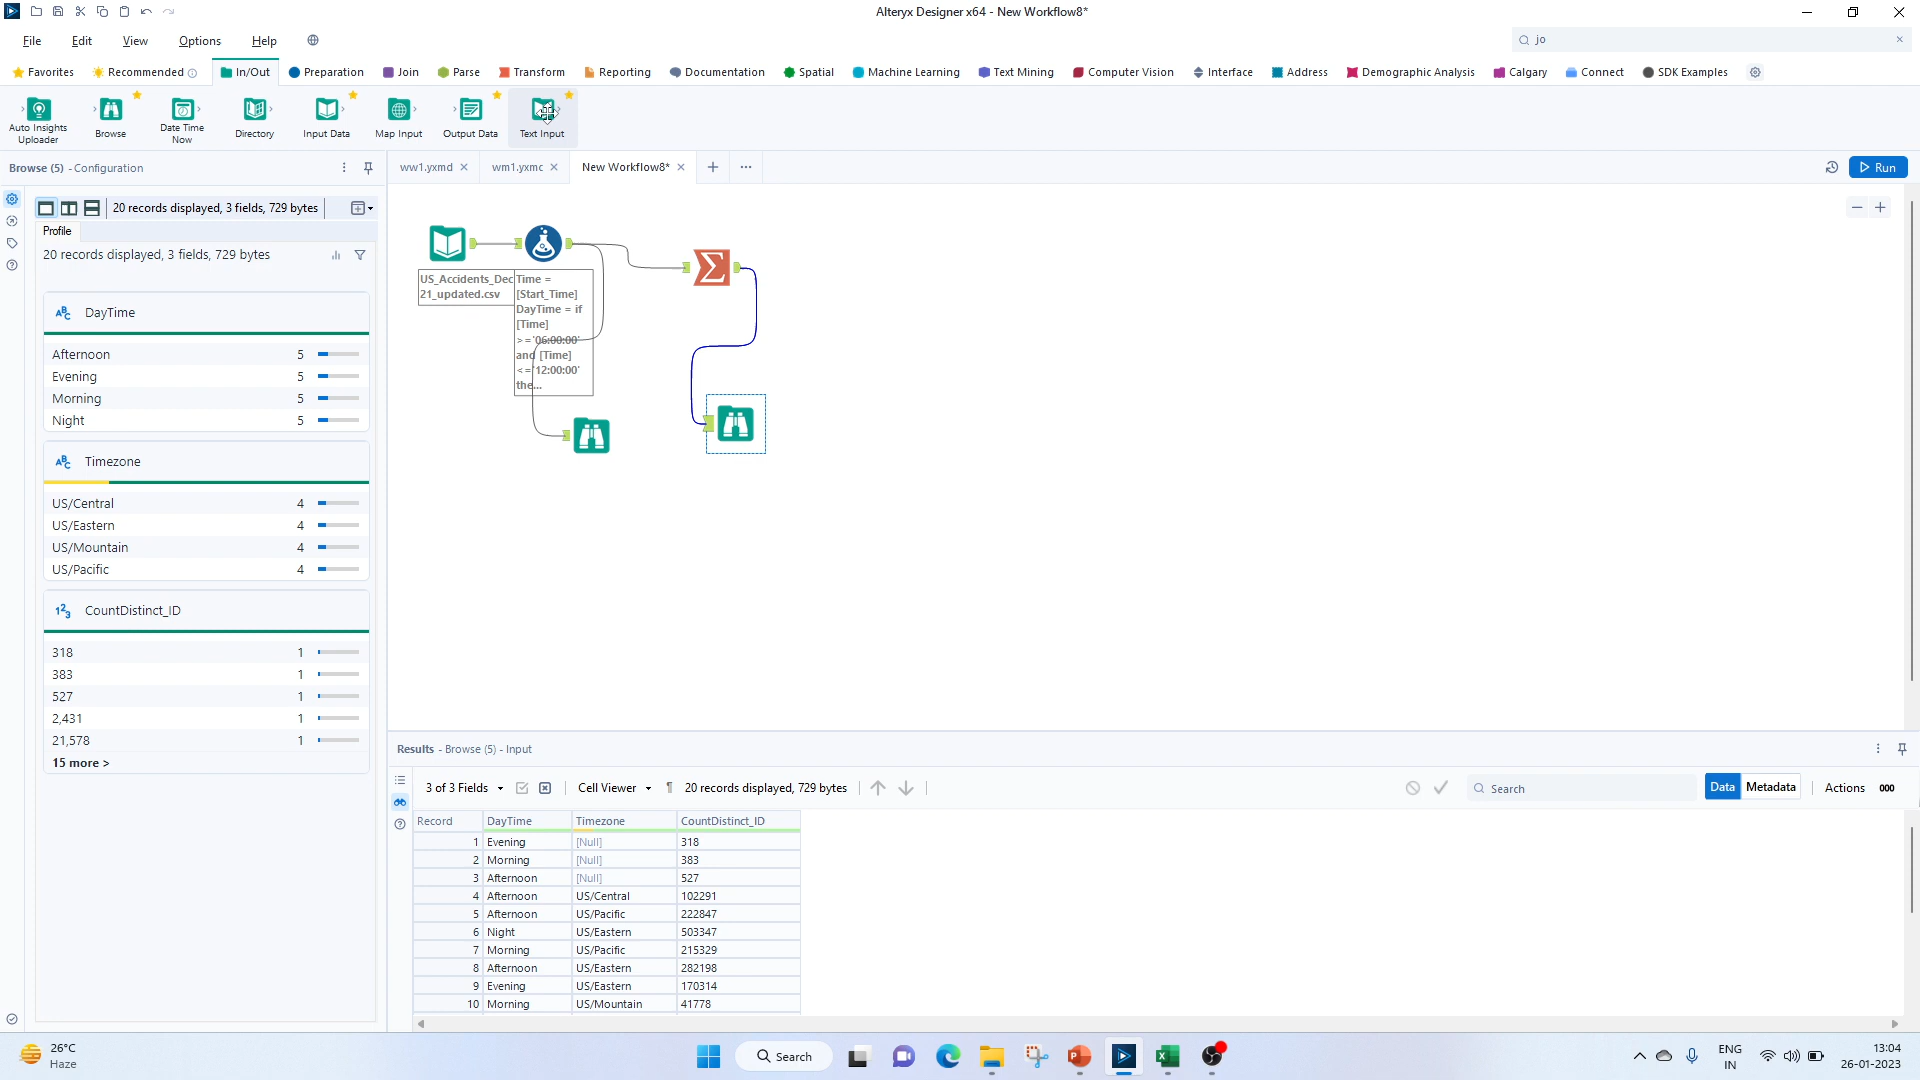 Alteryx Designer x64 - New Workflow8*
File Edit View Options Help
jo
Favorites Recommended In/Out Preparation Join Parse Transform Reporting Documentation Spatial Machine Learning Text Mining Computer Vision Interface Address Demographic Analysis Calgary Connect SDK Examples
Auto Insights
Uploader
Browse
Date Time
Now
Directory
Input Data
Map Input
Output Data
Text Input
Browse (5) - Configuration
ww1.yxmd
wm1.yxmc
New Workflow8*
Run
20 records displayed, 3 fields, 729 bytes
Profile
20 records displayed, 3 fields, 729 bytes
ABC DayTime
Afternoon 5
Evening 5
Morning 5
Night 5
ABC Timezone
US/Central 4
US/Eastern 4
US/Mountain 4
US/Pacific 4
123 CountDistinct_ID
318 1
383 1
527 1
2,431 1
21,578 1
15 more >
US_Accidents_Dec
21_updated.csv
Time =
[Start_Time]
DayTime = if
[Time]
>='06:00:00'
and [Time]
<='12:00:00'
the...
Results - Browse (5) - Input
3 of 3 Fields Cell Viewer 20 records displayed, 729 bytes Search Data Metadata Actions 000
Record DayTime Timezone CountDistinct_ID
1 Evening [Null] 318
2 Morning [Null] 383
3 Afternoon [Null] 527
4 Afternoon US/Central 102291
5 Afternoon US/Pacific 222847
6 Night US/Eastern 503347
7 Morning US/Pacific 215329
8 Afternoon US/Eastern 282198
9 Evening US/Eastern 170314
10 Morning US/Mountain 41778
26°C
Haze
Search
ENG
IN
13:04
26-01-2023